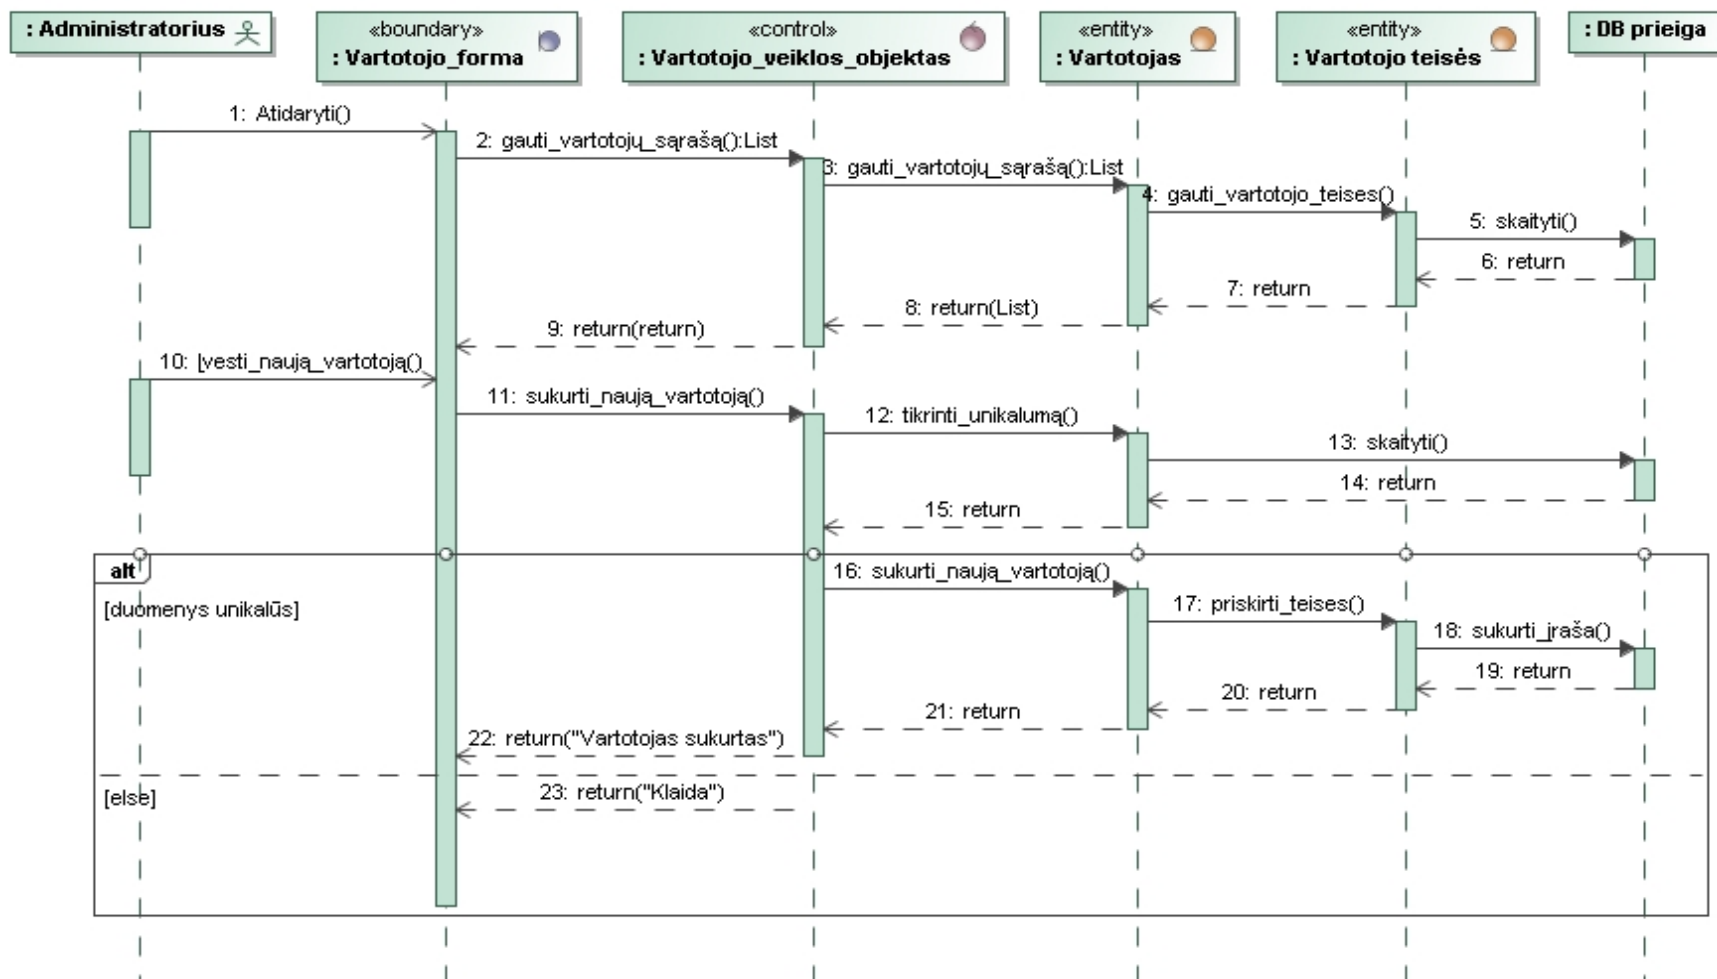 : Administratorius
«boundary»
: Vartotojo_forma
«control»
: Vartotojo_veiklos_objektas
«entity»
: Vartotojas
«entity»
: Vartotojo teisės
: DB prieiga
1: Atidaryti()
2: gauti_vartotojų_sąrašą():List
3: gauti_vartotojų_sąrašą():List
4: gauti_vartotojo_teises()
5: skaityti()
6: return
7: return
8: return(List)
9: return(return)
10: Įvesti_naują_vartotoją()
11: sukurti_naują_vartotoją()
12: tikrinti_unikalumą()
13: skaityti()
14: return
15: return
alt
16: sukurti_naują_vartotoją()
[duomenys unikalūs]
17: priskirti_teises()
18: sukurti_įraša()
19: return
20: return
21: return
22: return("Vartotojas sukurtas")
[else]
23: return("Klaida")